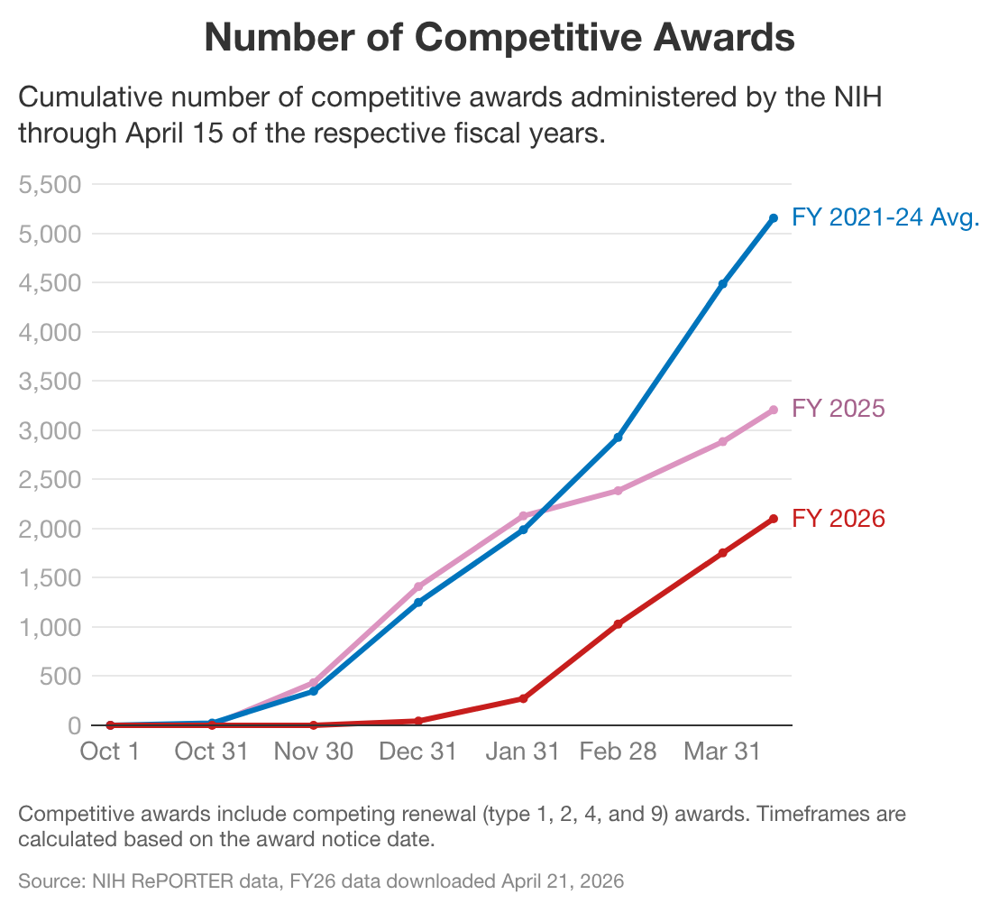 Number of Competitive Awards
Cumulative number of competitive awards administered by the NIH
through April 15 of the respective fiscal years.
5,500
5,000
4,500
4,000
3,500
3,000
2,500
2,000
1,500
1,000
500
0
FY 2021-24 Avg.
FY 2025
FY 2026
Oct 1
Oct 31
Nov 30
Dec 31
Jan 31
Feb 28
Mar 31
Competitive awards include competing renewal (type 1, 2, 4, and 9) awards. Timeframes are
calculated based on the award notice date.
Source: NIH RePORTER data, FY26 data downloaded April 21, 2026